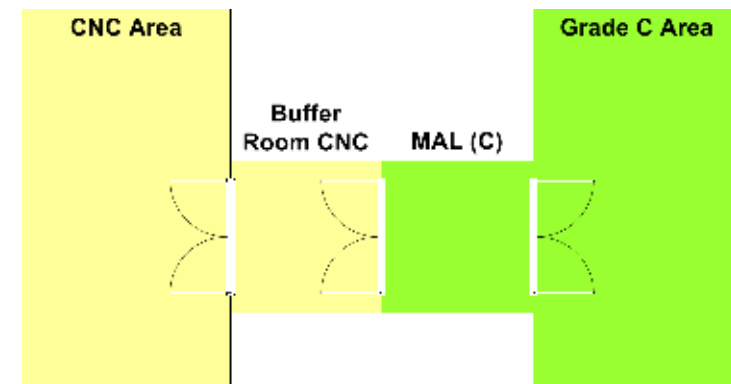 CNC Area
Grade C Area
Buffer
Room CNC
MAL (C)